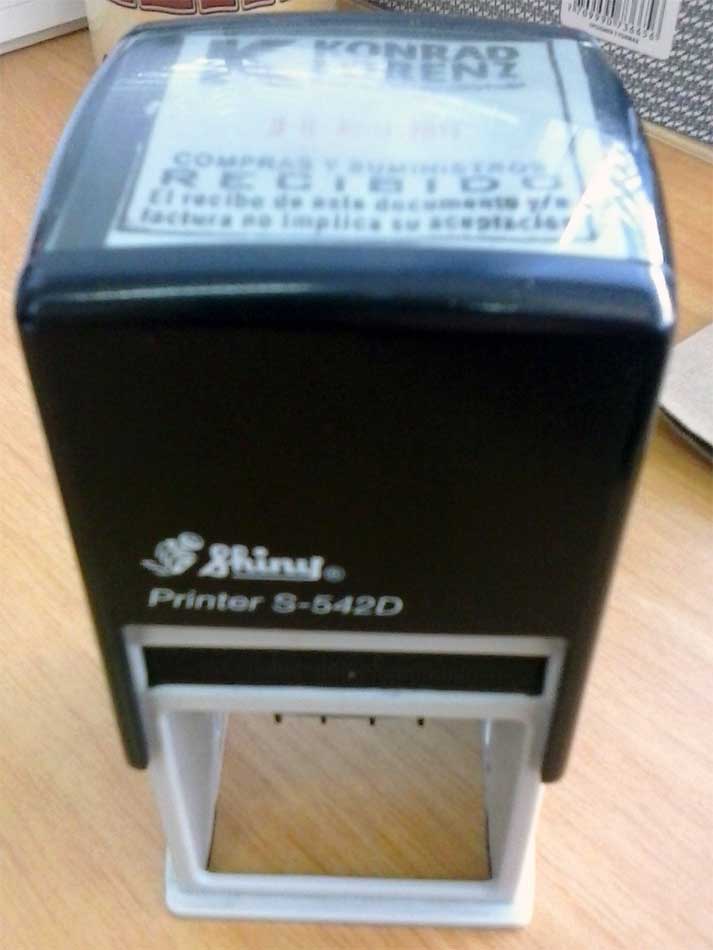 K KONRAD
LORENZ
COMPRAS Y SUMINISTROS
RECIBIDO
El recibo de este documento y/o
factura no implica su aceptación
Shiny®
Printer S-542D